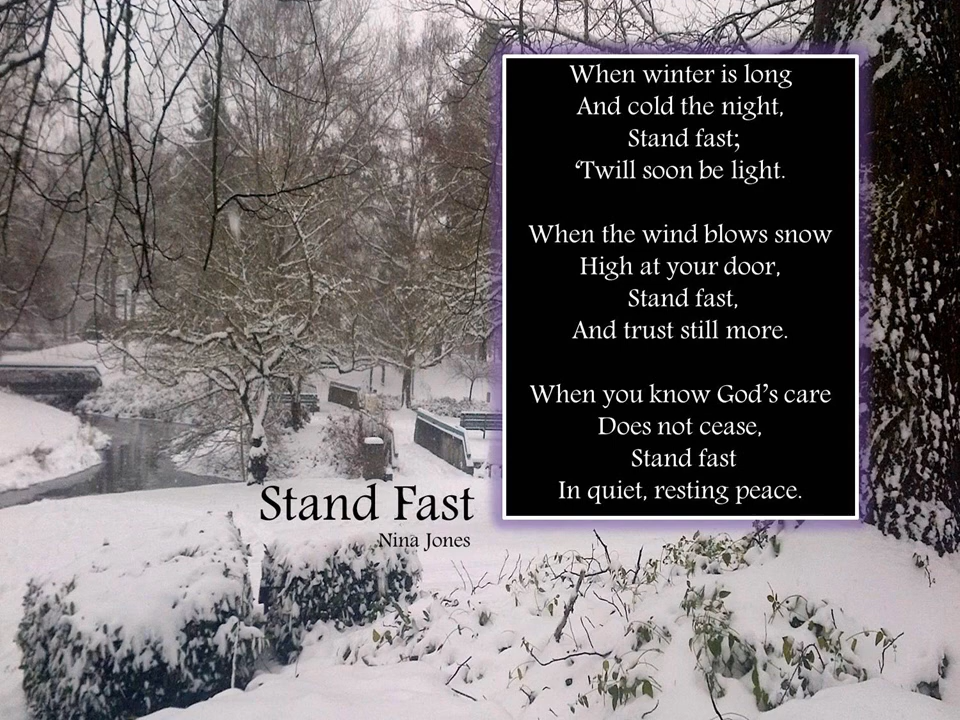 When winter is long
And cold the night,
Stand fast;
‘Twill soon be light.

When the wind blows snow
High at your door,
Stand fast,
And trust still more.

When you know God’s care
Does not cease,
Stand fast
In quiet, resting peace.

Stand Fast
Nina Jones